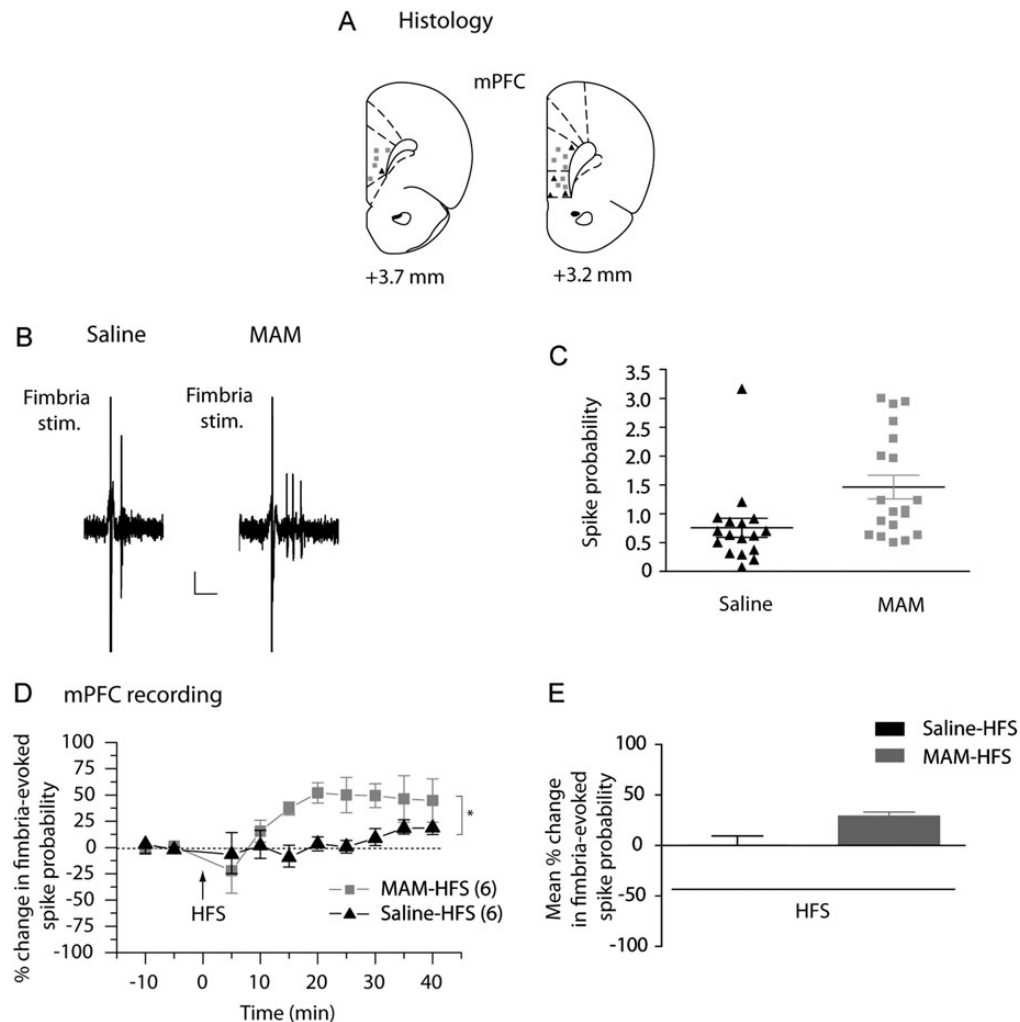 A Histology
mPFC
+3.7 mm
+3.2 mm
B
Saline
MAM
Fimbria
stim.
Fimbria
stim.
C
Spike probability
3.5
3.0
2.5
2.0
1.5
1.0
0.5
0
Saline
MAM
D mPFC recording
% change in fimbria-evoked
spike probability
100
75
50
25
0
-25
-50
-75
-100
*
HFS
MAM-HFS (6)
Saline-HFS (6)
-10
0
10
20
30
40
Time (min)
E
Saline-HFS
MAM-HFS
Mean % change
in fimbria-evoked
spike probability
100
50
0
-50
-100
HFS